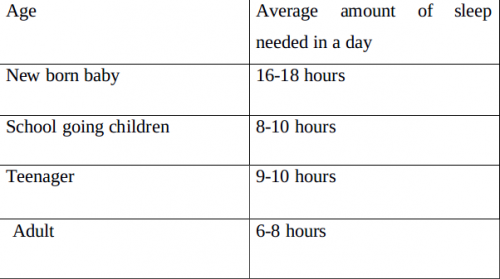 Age
Average amount of sleep
needed in a day
New born baby
16-18 hours
School going children
8-10 hours
Teenager
9-10 hours
Adult
6-8 hours